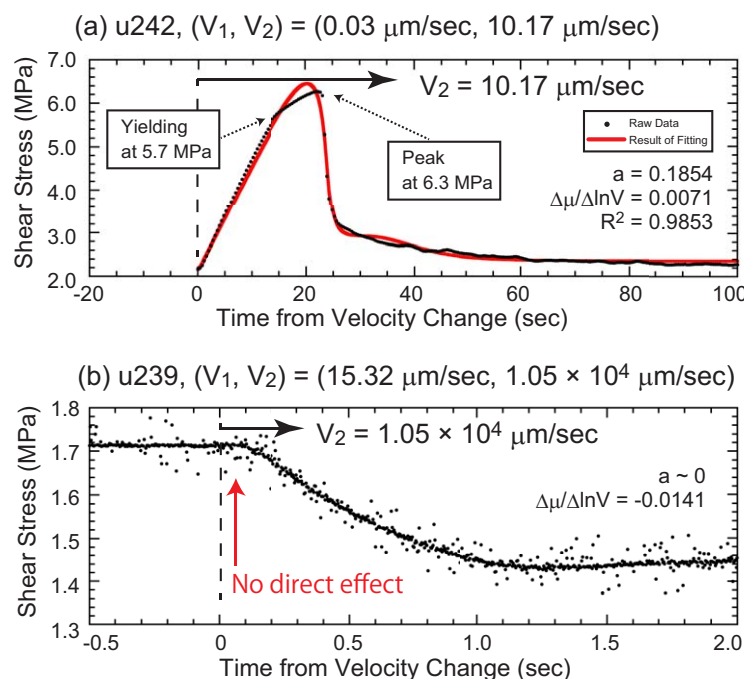 (a) u242, (V₁, V₂) = (0.03 μm/sec, 10.17 μm/sec)
Shear Stress (MPa)
7.0
6.0
5.0
4.0
3.0
2.0
V₂ = 10.17 μm/sec
Yielding
at 5.7 MPa
Peak
at 6.3 MPa
Raw Data
Result of Fitting
a = 0.1854
Δμ/ΔlnV = 0.0071
R² = 0.9853
-20 0 20 40 60 80 100
Time from Velocity Change (sec)
(b) u239, (V₁, V₂) = (15.32 μm/sec, 1.05 × 10⁴ μm/sec)
Shear Stress (MPa)
1.8
1.7
1.6
1.5
1.4
1.3
V₂ = 1.05 × 10⁴ μm/sec
a ~ 0
Δμ/ΔlnV = -0.0141
No direct effect
-0.5 0 0.5 1.0 1.5 2.0
Time from Velocity Change (sec)